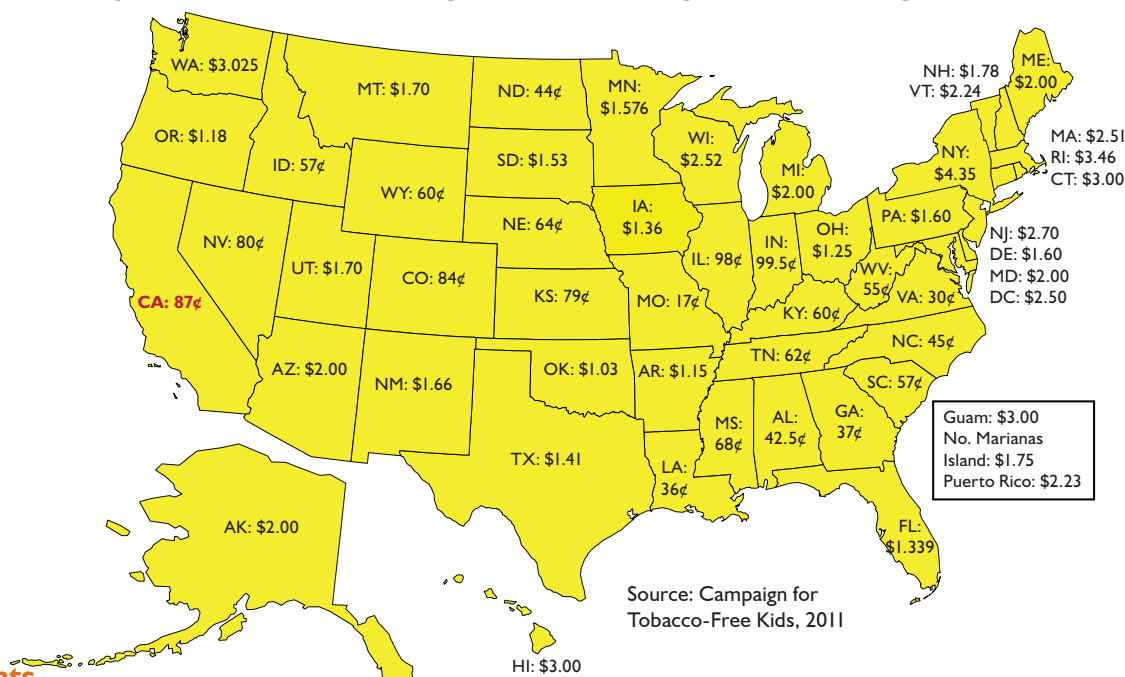 WA: $3.025
MT: $1.70
ND: 44¢
MN:
$1.576
NH: $1.78
VT: $2.24
ME:
$2.00
OR: $1.18
ID: 57¢
SD: $1.53
WI:
$2.52
MI:
$2.00
NY:
$4.35
MA: $2.51
RI: $3.46
CT: $3.00
WY: 60¢
IA:
$1.36
NE: 64¢
PA: $1.60
NV: 80¢
UT: $1.70
CO: 84¢
IL: 98¢
IN:
99.5¢
OH:
$1.25
NJ: $2.70
DE: $1.60
MD: $2.00
DC: $2.50
CA: 87¢
KS: 79¢
MO: 17¢
WV:
55¢
VA: 30¢
KY: 60¢
NC: 45¢
TN: 62¢
AZ: $2.00
NM: $1.66
OK: $1.03
AR: $1.15
SC: 57¢
MS:
68¢
AL:
42.5¢
GA:
37¢
Guam: $3.00
No. Marianas
Island: $1.75
Puerto Rico: $2.23
TX: $1.41
LA:
36¢
AK: $2.00
FL:
$1.339
Source: Campaign for
Tobacco-Free Kids, 2011
HI: $3.00